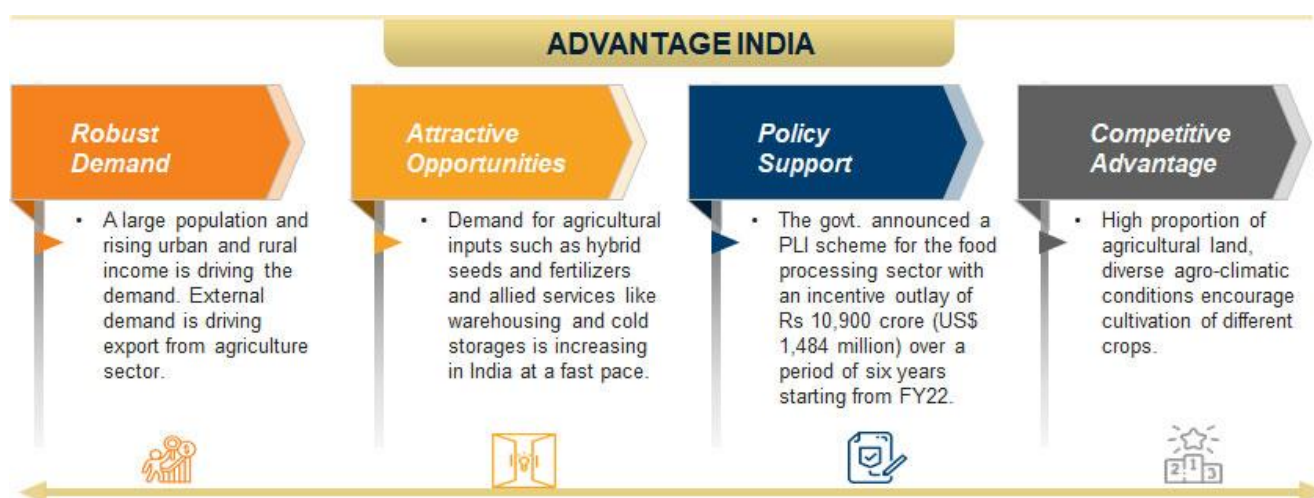 ADVANTAGE INDIA
Robust
Demand
• A large population and
rising urban and rural
income is driving the
demand. External
demand is driving
export from agriculture
sector.
Attractive
Opportunities
• Demand for agricultural
inputs such as hybrid
seeds and fertilizers
and allied services like
warehousing and cold
storages is increasing
in India at a fast pace.
Policy
Support
• The govt. announced a
PLI scheme for the food
processing sector with
an incentive outlay of
Rs 10,900 crore (US$
1,484 million) over a
period of six years
starting from FY22.
Competitive
Advantage
• High proportion of
agricultural land,
diverse agro-climatic
conditions encourage
cultivation of different
crops.
2 1 3